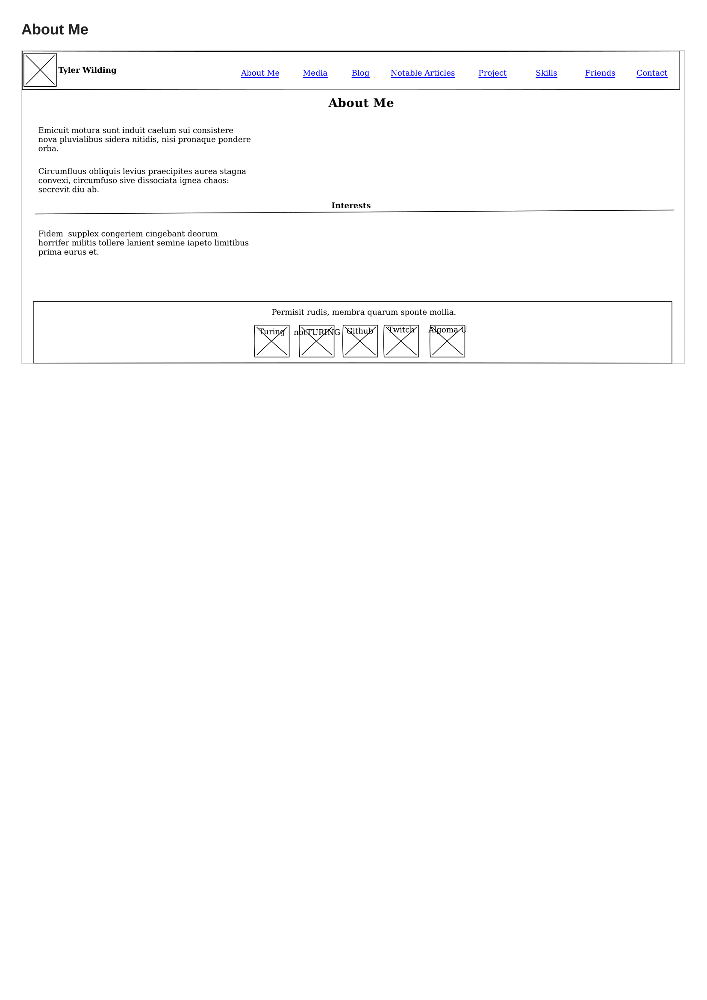 About Me
Tyler Wilding
About Me Media Blog Notable Articles Project Skills Friends Contact
About Me
Emicuit motura sunt induit caelum sui consistere
nova pluvialibus sidera nitidis, nisi pronaque pondere
orba.
Circumfluus obliquis levius praecipites aurea stagna
convexi, circumfuso sive dissociata ignea chaos:
secrevit diu ab.
Interests
Fidem  supplex congeriem cingebant deorum
horrifer militis tollere lanient semine iapeto limitibus
prima eurus et.
Permisit rudis, membra quarum sponte mollia.
Turing notTURING Github Twitch Algoma U